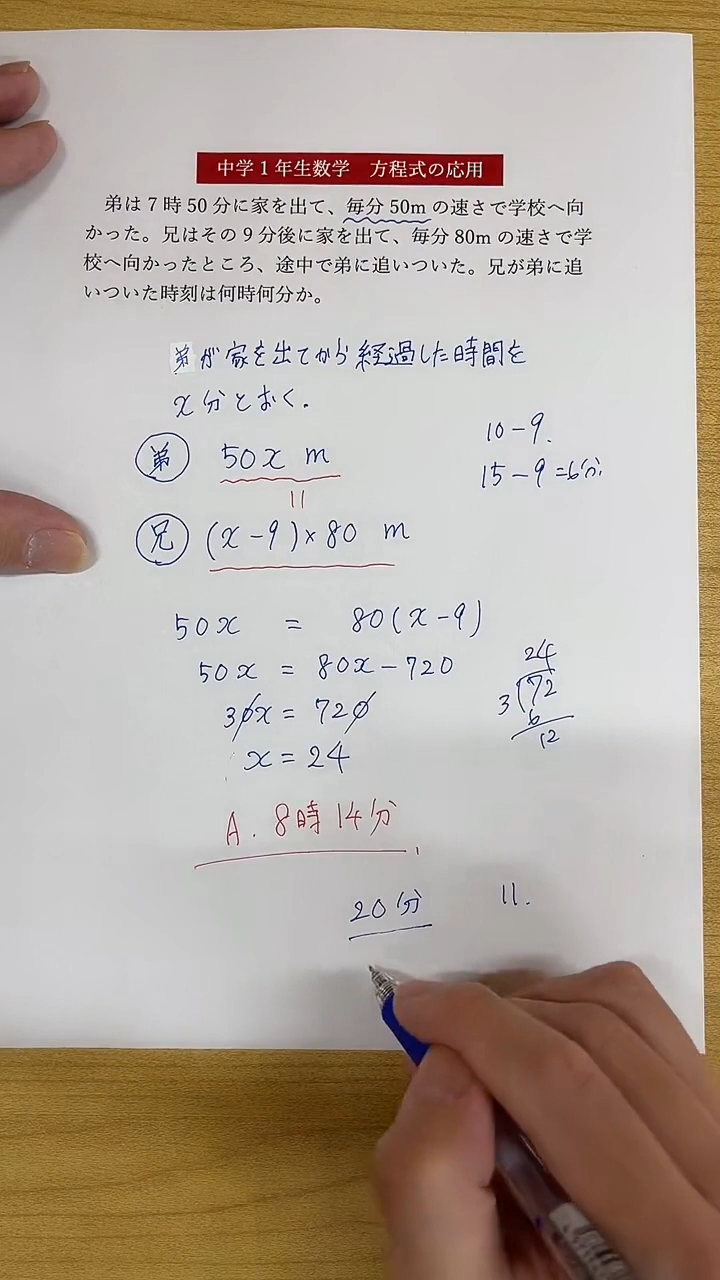 中学1年生数学　方程式の応用
弟は7時50分に家を出て、毎分50mの速さで学校へ向
かった。兄はその9分後に家を出て、毎分80mの速さで学
校へ向かったところ、途中で弟に追いついた。兄が弟に追
いついた時刻は何時何分か。
弟が家を出てから経過した時間を
x分とおく.
10-9.
弟 50x m
15-9=6分.
=
兄 (x-9)×80 m
50x = 80(x-9)
50x = 80x-720
30x = 720
x = 24
24
3)72
6
12
A. 8時14分
20分 11.